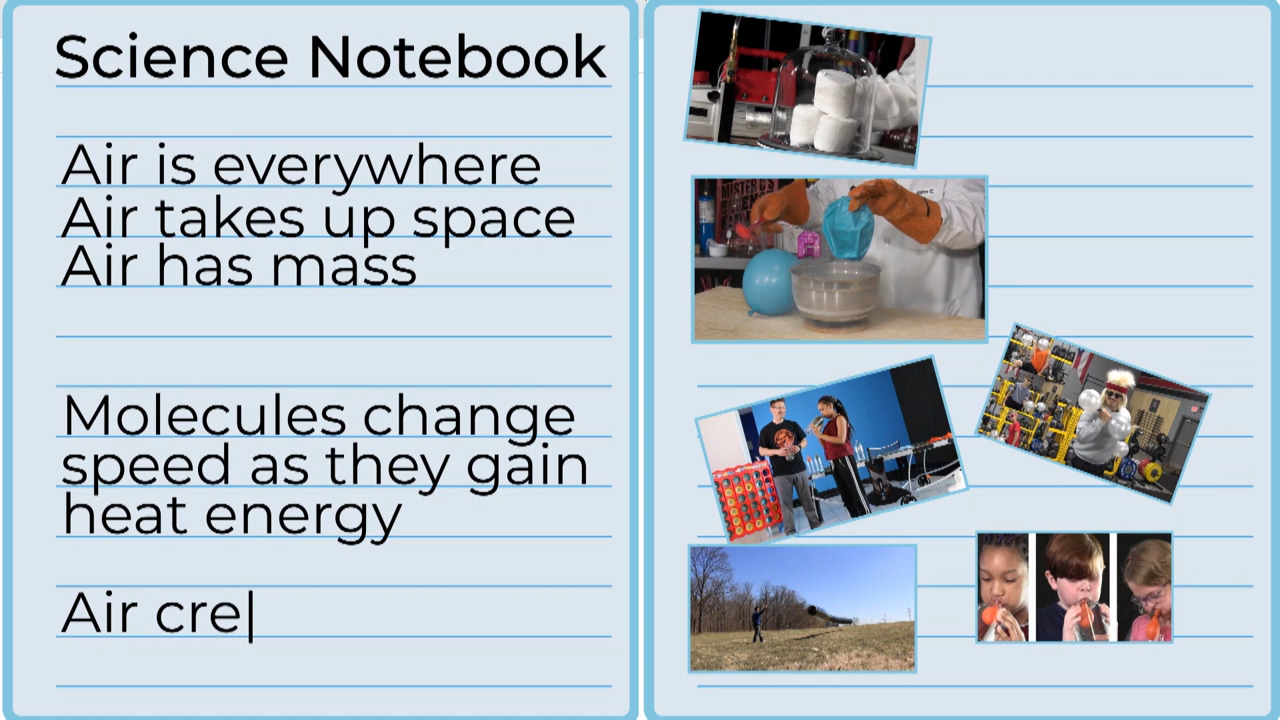 Science Notebook
Air is everywhere
Air takes up space
Air has mass
Molecules change
speed as they gain
heat energy
Air cre
MISTER C'S